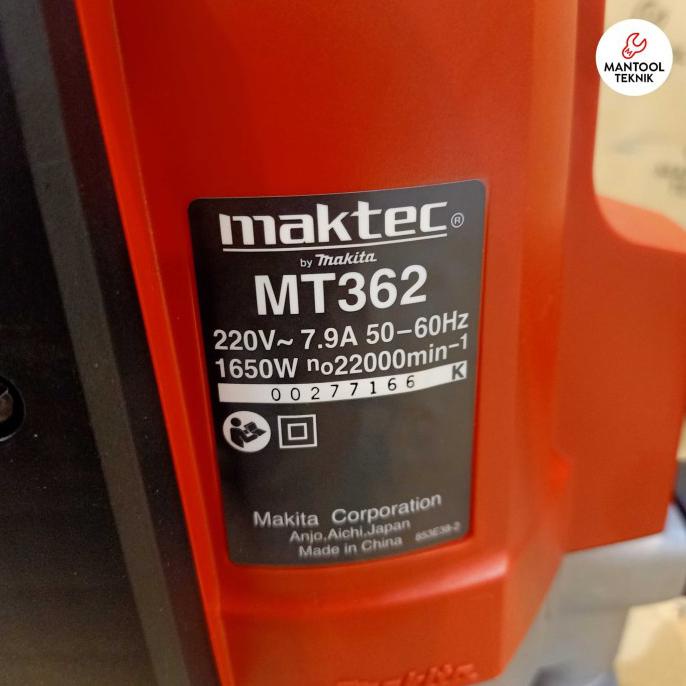 MANTOOL
TEKNIK
maktec®
by makita
MT362
220V~ 7.9A 50-60Hz
1650W no22000min-1
00277166 K
Makita Corporation
Anjo,Aichi,Japan
Made in China 853E38-2